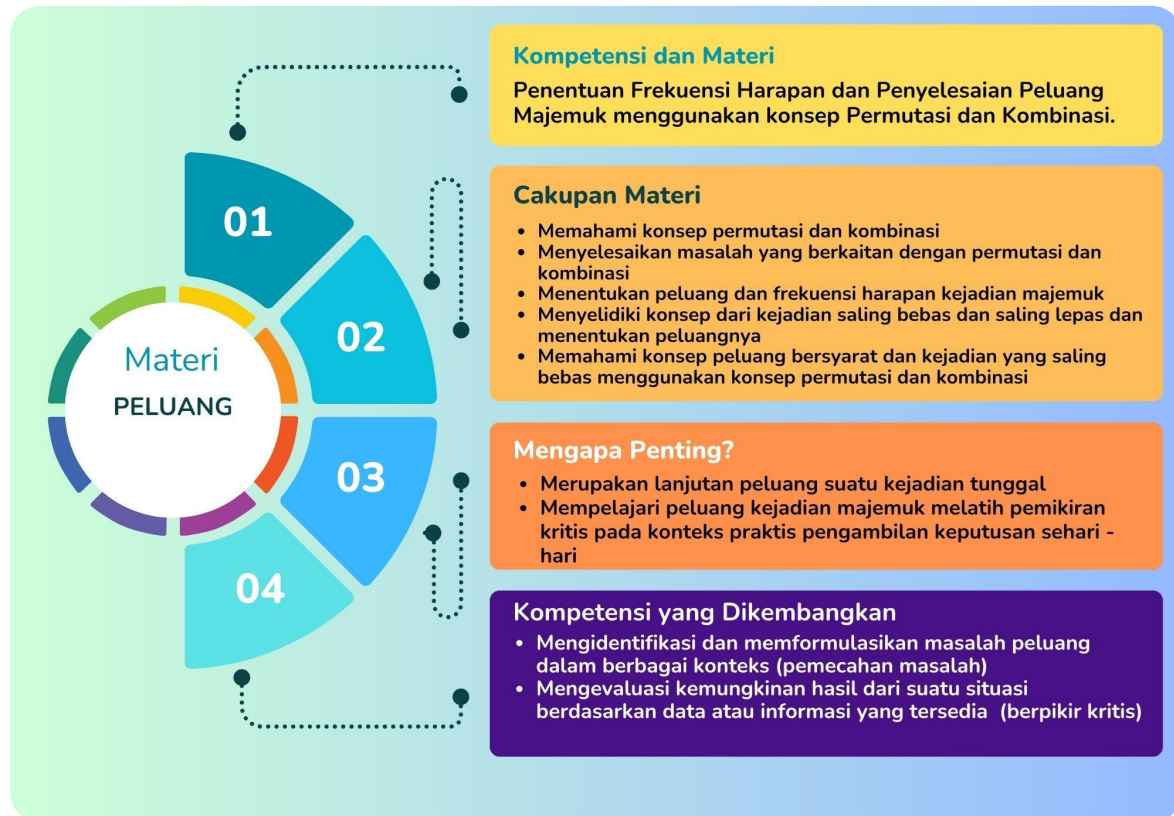 Materi
PELUANG
01
02
03
04
Kompetensi dan Materi
Penentuan Frekuensi Harapan dan Penyelesaian Peluang
Majemuk menggunakan konsep Permutasi dan Kombinasi.
Cakupan Materi
• Memahami konsep permutasi dan kombinasi
• Menyelesaikan masalah yang berkaitan dengan permutasi dan
kombinasi
• Menentukan peluang dan frekuensi harapan kejadian majemuk
• Menyelidiki konsep dari kejadian saling bebas dan saling lepas dan
menentukan peluangnya
• Memahami konsep peluang bersyarat dan kejadian yang saling
bebas menggunakan konsep permutasi dan kombinasi
Mengapa Penting?
• Merupakan lanjutan peluang suatu kejadian tunggal
• Mempelajari peluang kejadian majemuk melatih pemikiran
kritis pada konteks praktis pengambilan keputusan sehari -
hari
Kompetensi yang Dikembangkan
• Mengidentifikasi dan memformulasikan masalah peluang
dalam berbagai konteks (pemecahan masalah)
• Mengevaluasi kemungkinan hasil dari suatu situasi
berdasarkan data atau informasi yang tersedia (berpikir kritis)